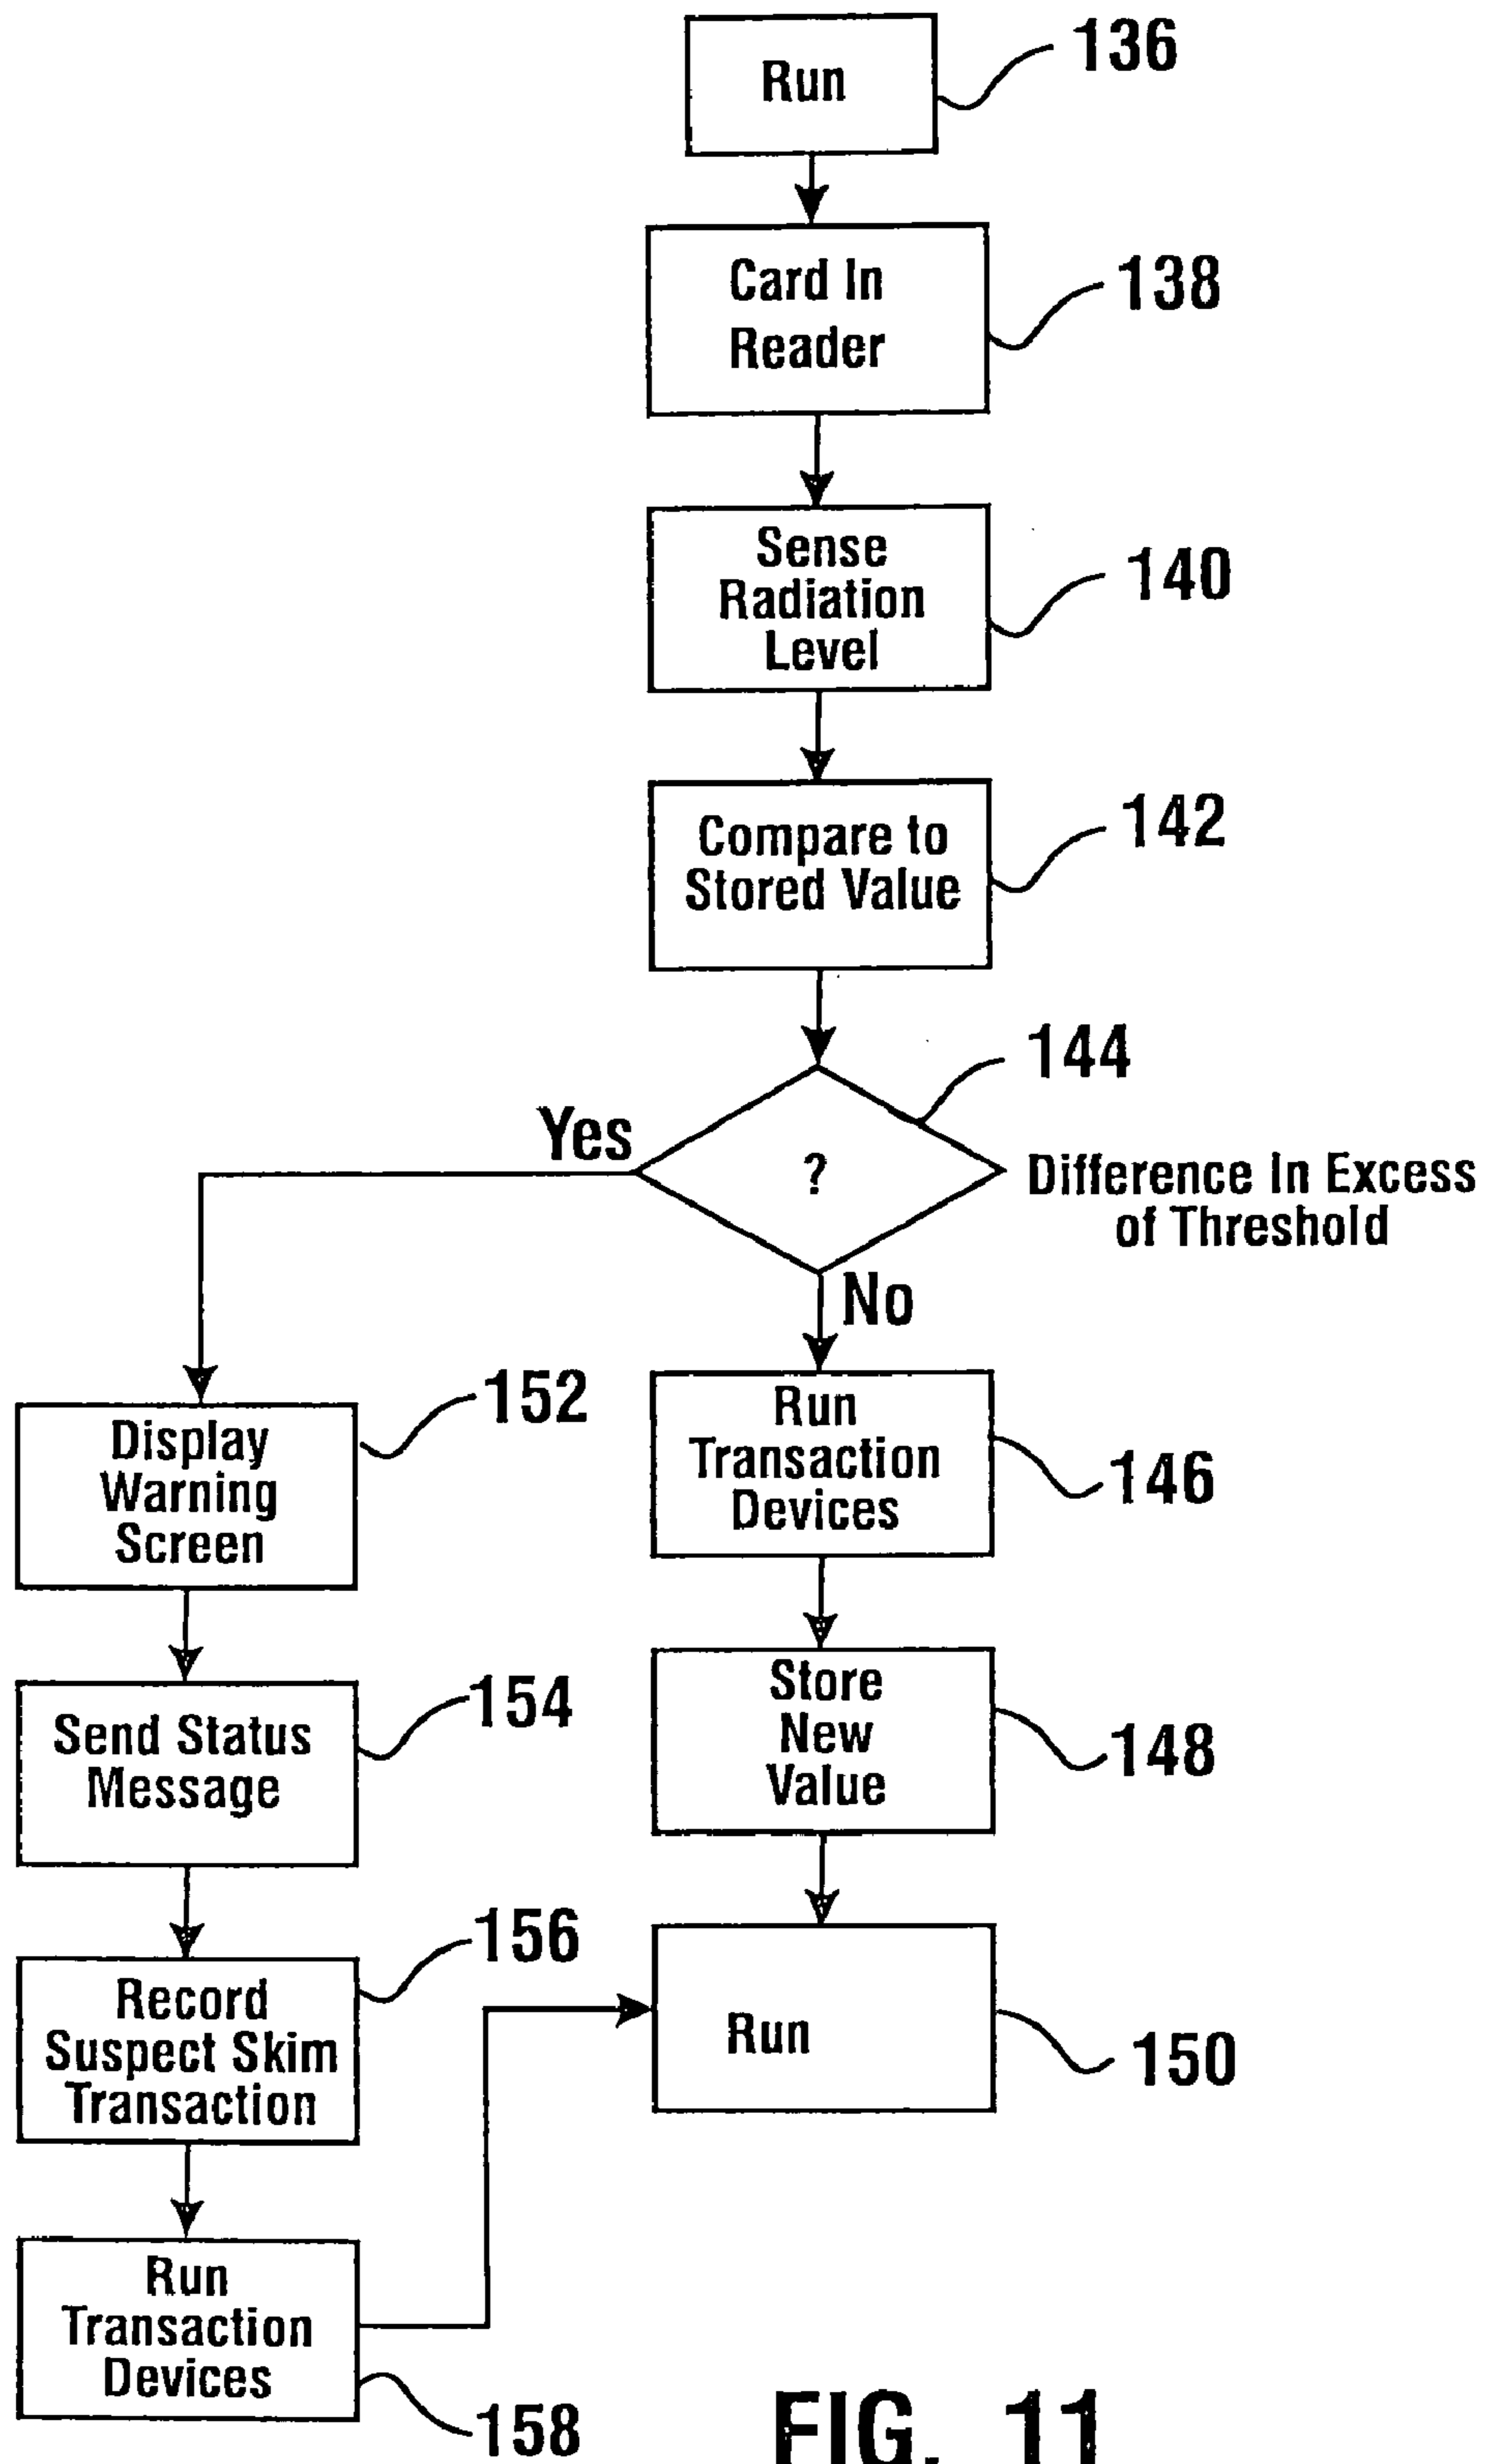 Run
136
Card In
Reader
138
Sense
Radiation
Level
140
Compare to
Stored Value
142
144
Yes
?
Difference In Excess
of Threshold
No
Display
Warning
Screen
152
Run
Transaction
Devices
146
Send Status
Message
154
Store
New
Value
148
Record
Suspect Skim
Transaction
156
Run
150
Run
Transaction
Devices
158
FIG. 11